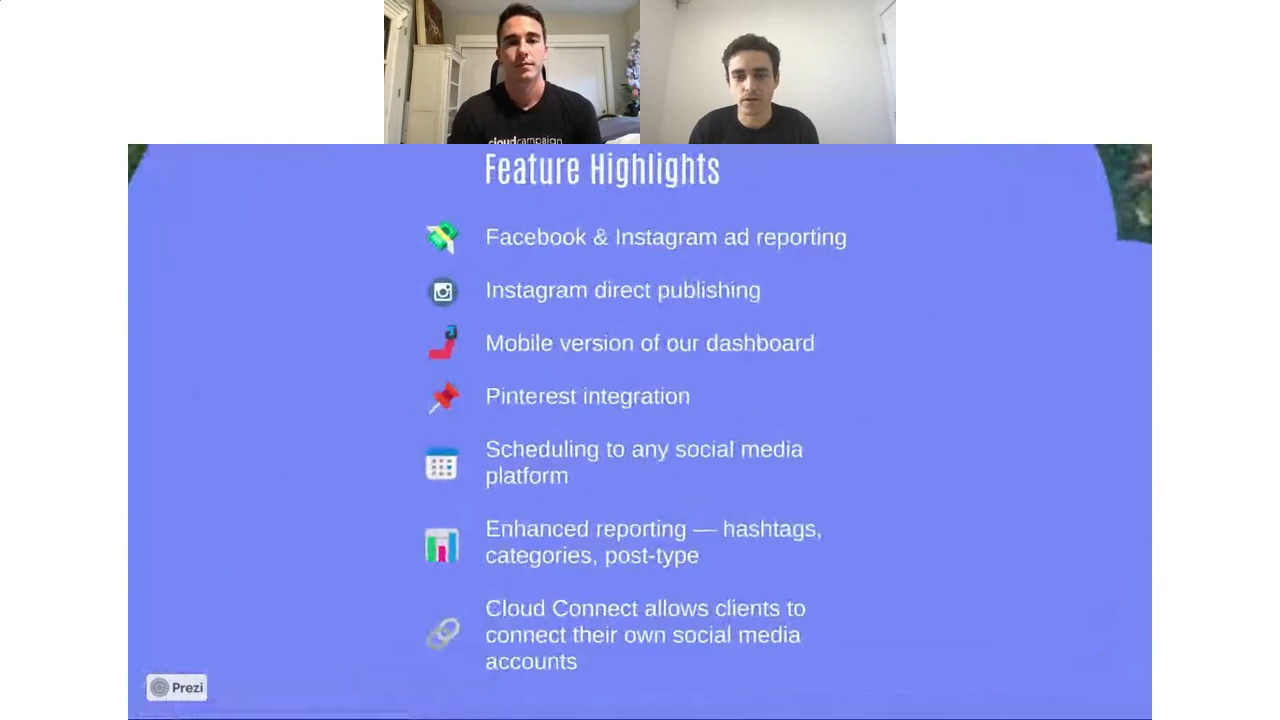 cloudcampaign
Feature Highlights
Facebook & Instagram ad reporting
Instagram direct publishing
Mobile version of our dashboard
Pinterest integration
Scheduling to any social media
platform
Enhanced reporting — hashtags,
categories, post-type
Cloud Connect allows clients to
connect their own social media
accounts
Prezi